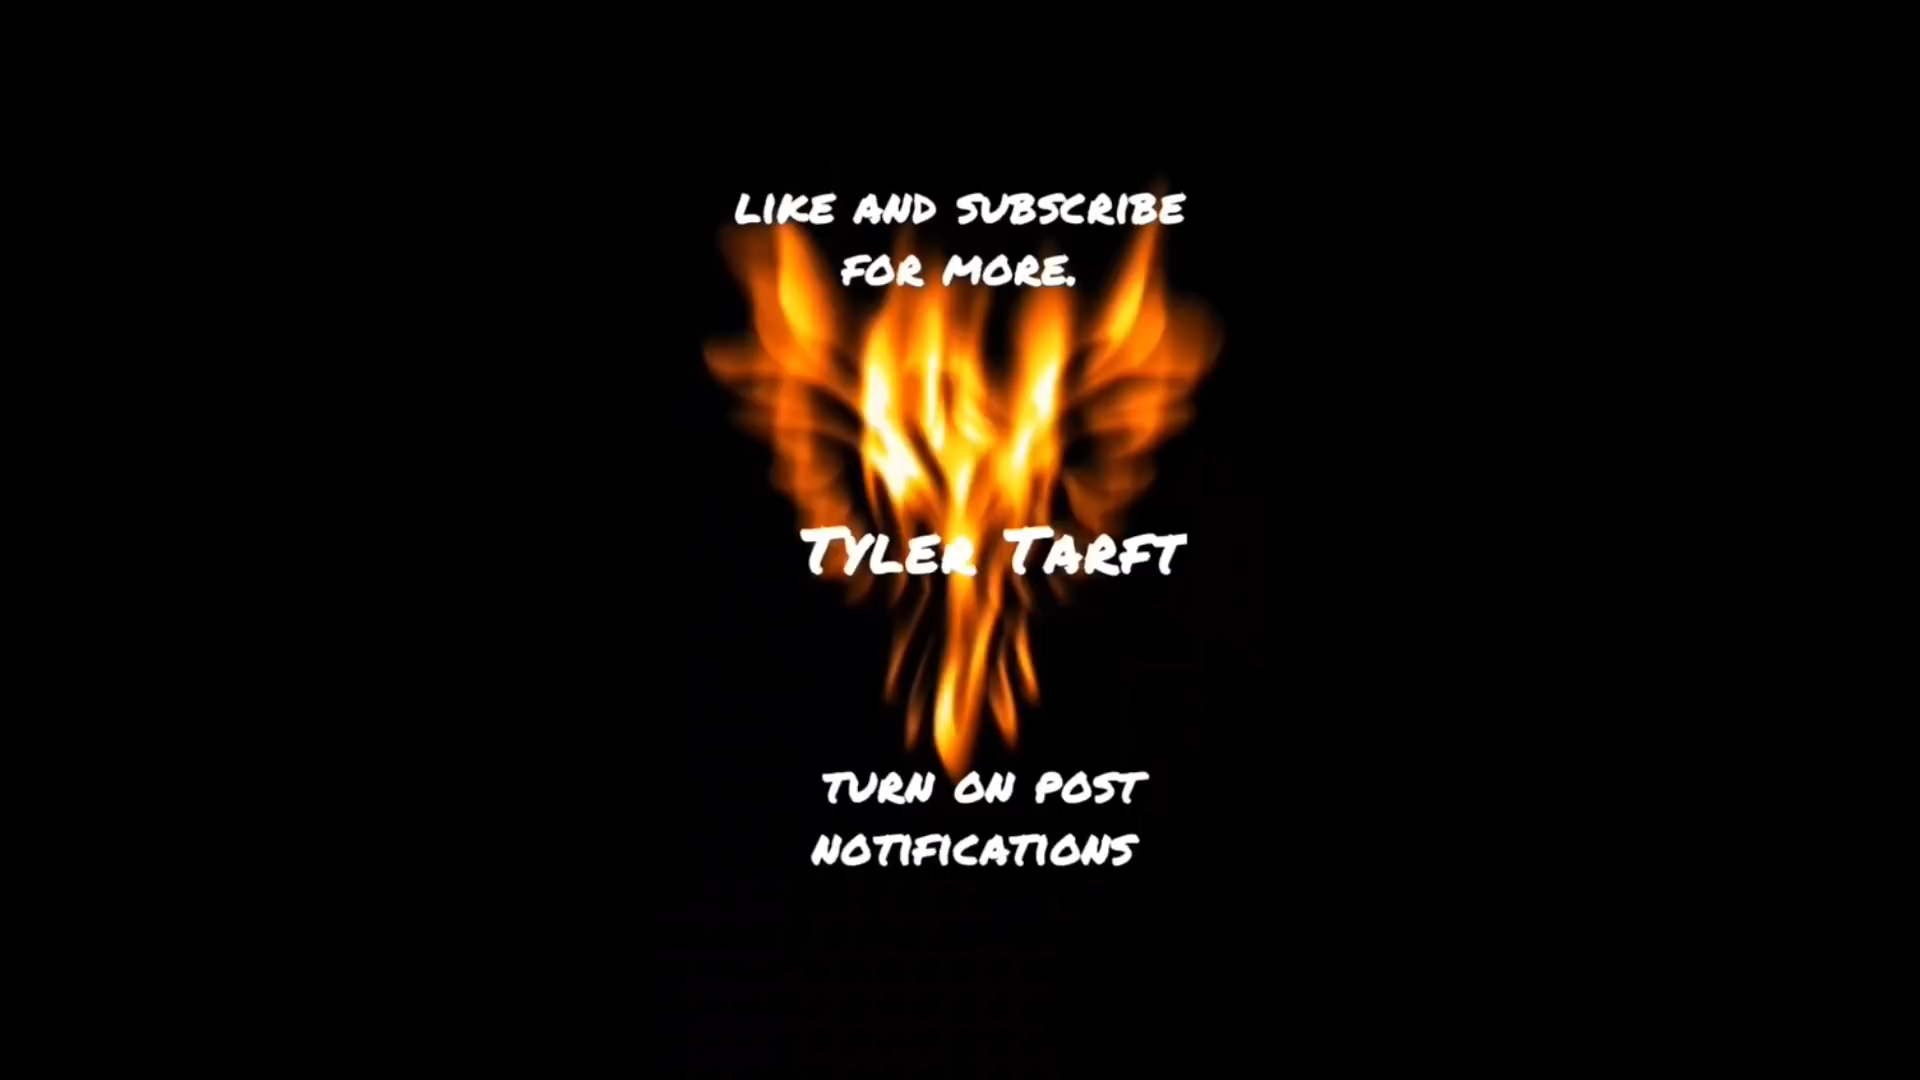 LIKE AND SUBSCRIBE
FOR MORE.
TYLER TARFT
TURN ON POST
NOTIFICATIONS